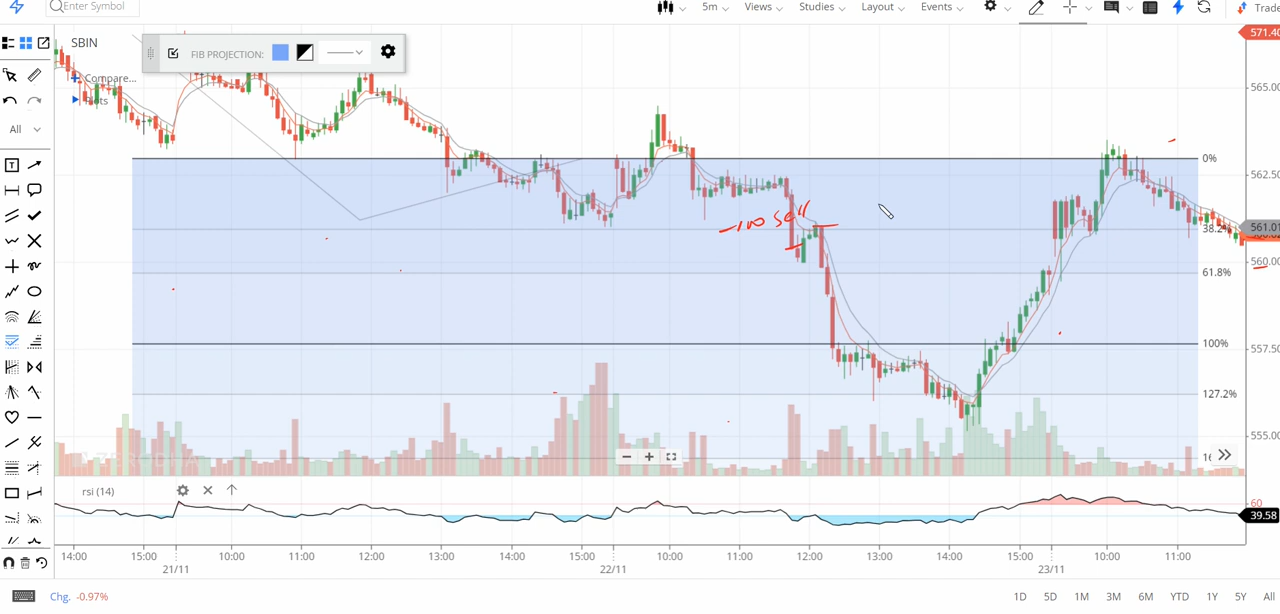 Enter Symbol
5m
Views
Studies
Layout
Events
Trade
SBIN
571.40
FIB PROJECTION:
Compare...
565.00
All
0%
562.50
100 sell
38.2%
561.01
560.00
61.8%
557.50
100%
127.2%
555.00
rsi (14)
60
39.58
14:00 15:00 10:00 11:00 12:00 13:00 14:00 15:00 10:00 11:00 12:00 13:00 14:00 15:00 10:00 11:00
21/11 22/11 23/11
Chg. -0.97%
1D 5D 1M 3M 6M YTD 1Y 5Y All